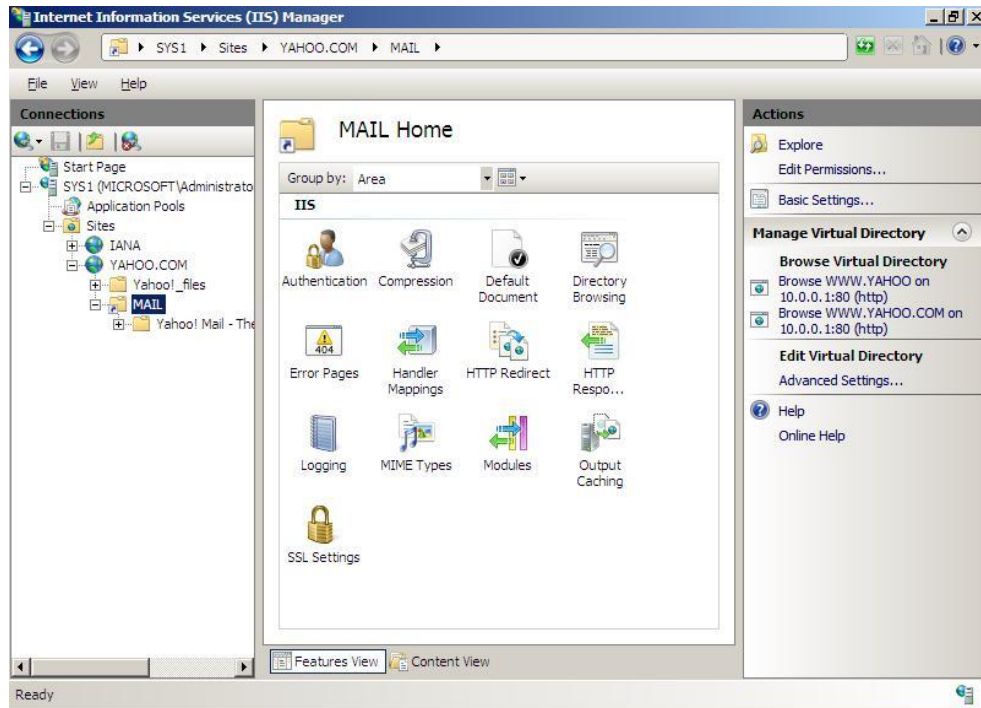 Internet Information Services (IIS) Manager
SYS1 Sites YAHOO.COM MAIL
File View Help
Connections
Start Page
SYS1 (MICROSOFT\Administrato
Application Pools
Sites
IANA
YAHOO.COM
Yahoo!_files
MAIL
Yahoo! Mail - The
MAIL Home
Group by: Area
IIS
Authentication Compression Default Document Directory Browsing
404
Error Pages Handler Mappings HTTP Redirect HTTP Respo...
Logging MIME Types Modules Output Caching
SSL Settings
Features View Content View
Actions
Explore
Edit Permissions...
Basic Settings...
Manage Virtual Directory
Browse Virtual Directory
Browse WWW.YAHOO on
10.0.0.1:80 (http)
Browse WWW.YAHOO.COM on
10.0.0.1:80 (http)
Edit Virtual Directory
Advanced Settings...
Help
Online Help
Ready